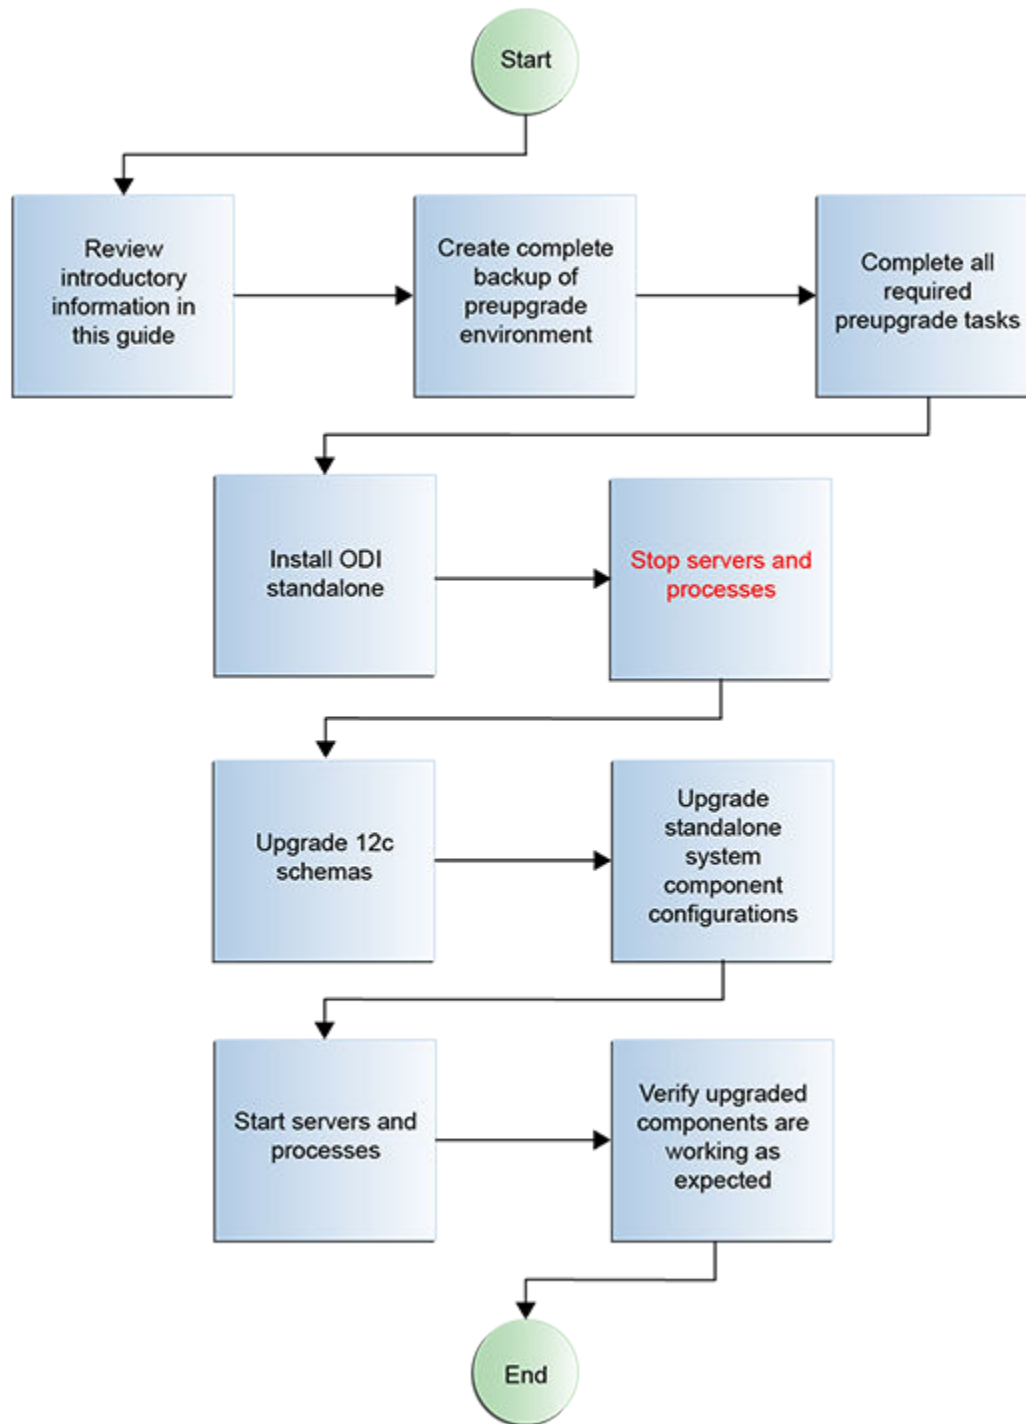 Start
Review
introductory
information in
this guide
Create complete
backup of
preupgrade
environment
Complete all
required
preupgrade tasks
Install ODI
standalone
Stop servers and
processes
Upgrade 12c
schemas
Upgrade
standalone
system
component
configurations
Start servers and
processes
Verify upgraded
components are
working as
expected
End